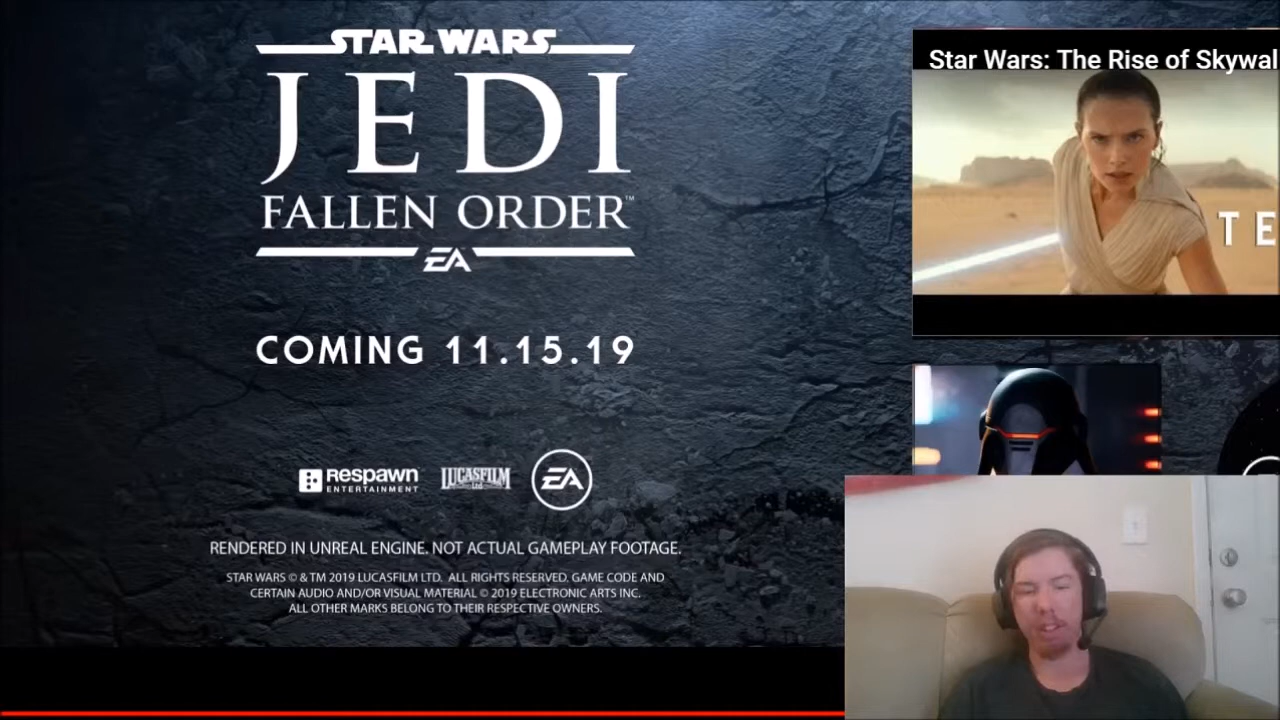 STAR WARS
JEDI
FALLEN ORDER™
EA
COMING 11.15.19
RESPAWN
ENTERTAINMENT
LUCASFILM
Ltd.
EA
RENDERED IN UNREAL ENGINE. NOT ACTUAL GAMEPLAY FOOTAGE.
STAR WARS © & TM 2019 LUCASFILM LTD. ALL RIGHTS RESERVED. GAME CODE AND
CERTAIN AUDIO AND/OR VISUAL MATERIAL © 2019 ELECTRONIC ARTS INC.
ALL OTHER MARKS BELONG TO THEIR RESPECTIVE OWNERS.
Star Wars: The Rise of Skywal
TE